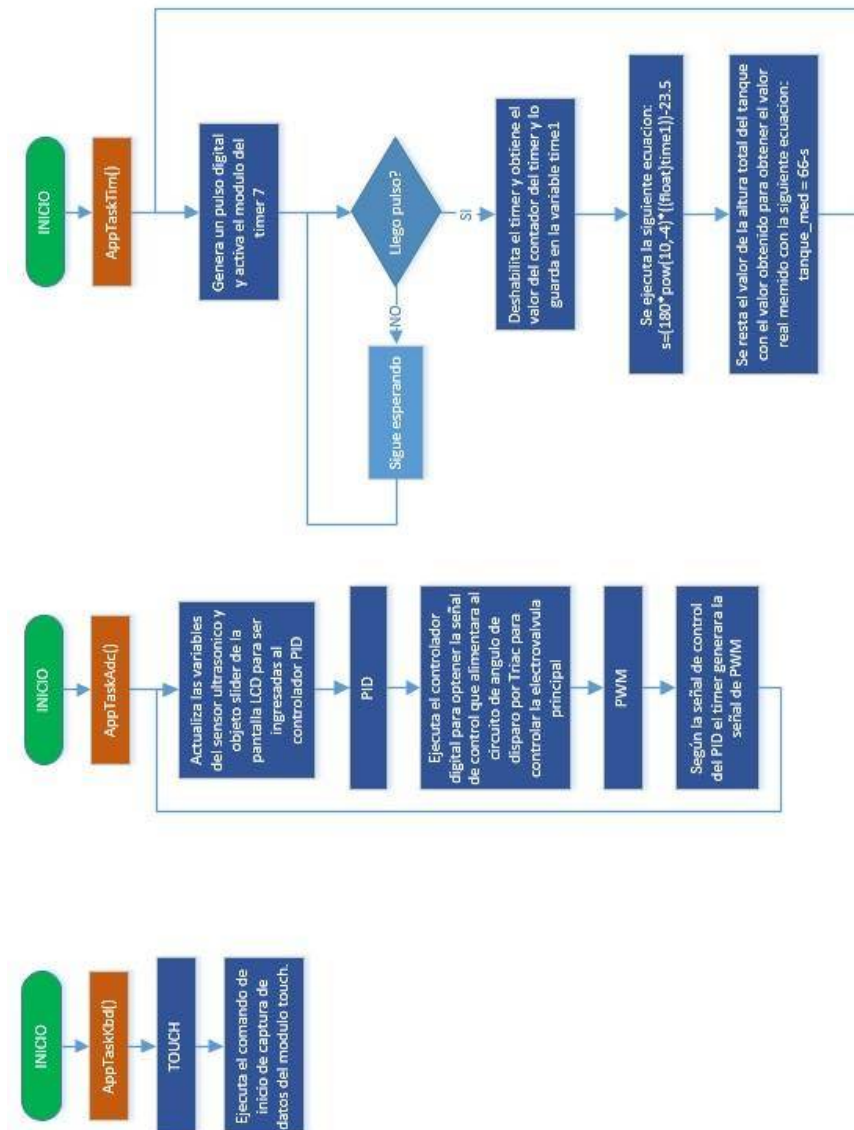 INICIO
AppTaskKbd()
TOUCH
Ejecuta el comando de
inicio de captura de
datos del modulo touch.
INICIO
AppTaskAdc()
Actualiza las variables
del sensor ultrasonico y
objeto slider de la
pantalla LCD para ser
ingresadas al
controlador PID
PID
Ejecuta el controlador
digital para optener la señal
de control que alimentara al
circuito de angulo de
disparo por Triac para
controlar la electrovalvula
principal
PWM
Según la señal de control
del PID el timer generara la
señal de PWM
INICIO
AppTaskTim()
Genera un pulso digital
y activa el modulo del
timer 7
Llego pulso?
NO
Sigue esperando
SI
Deshabilita el timer y obtiene el
valor del contador del timer y lo
guarda en la variable time1
Se ejecuta la siguiente ecuacion:
s=(180*pow(10,-4)*((float)time1))-23.5
Se resta el valor de la altura total del tanque
con el valor obtenido para obtener el valor
real memido con la siguiente ecuacion:
tanque_med = 66-s